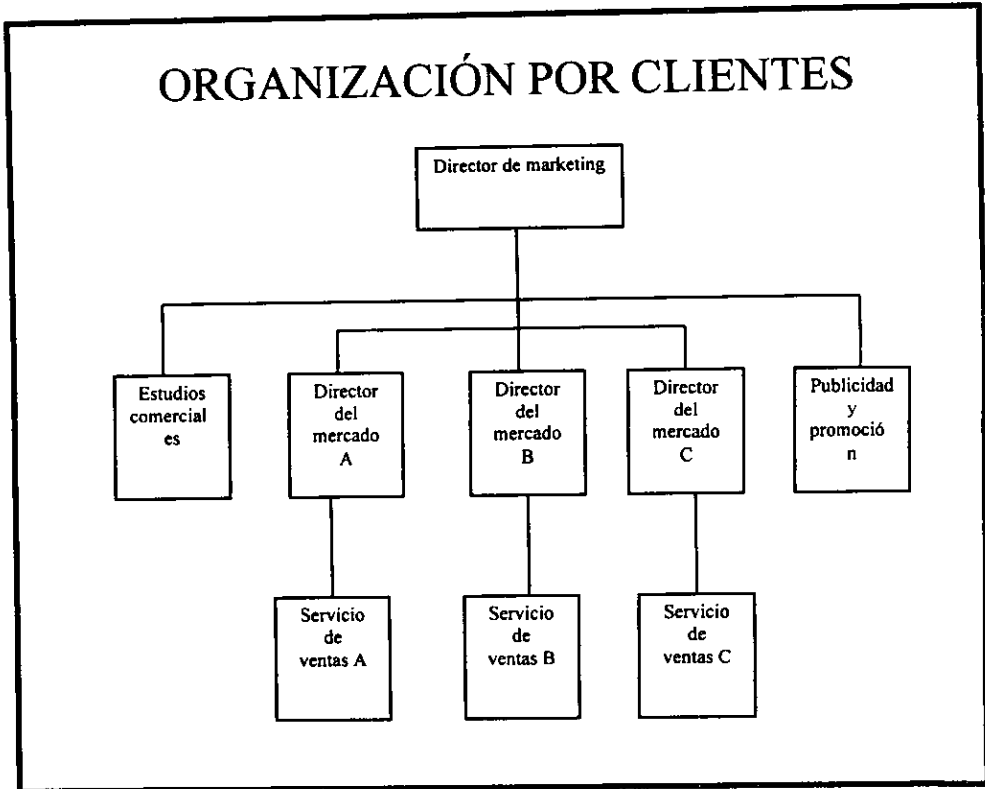 ORGANIZACIÓN POR CLIENTES
Director de marketing
Estudios
comercial
es
Director
del
mercado
A
Director
del
mercado
B
Director
del
mercado
C
Publicidad
y
promoció
n
Servicio
de
ventas A
Servicio
de
ventas B
Servicio
de
ventas C